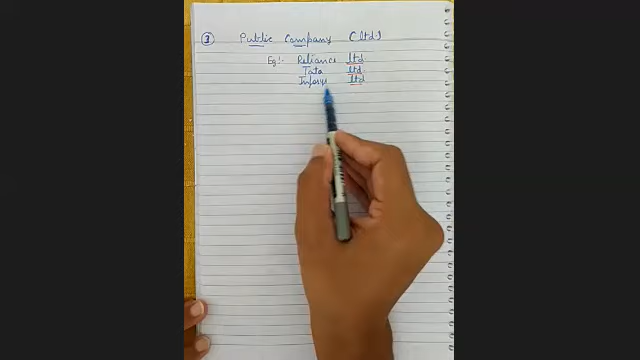 ③ Public Company (ltd)
Eg:- Reliance ltd
Tata ltd
Infosys ltd